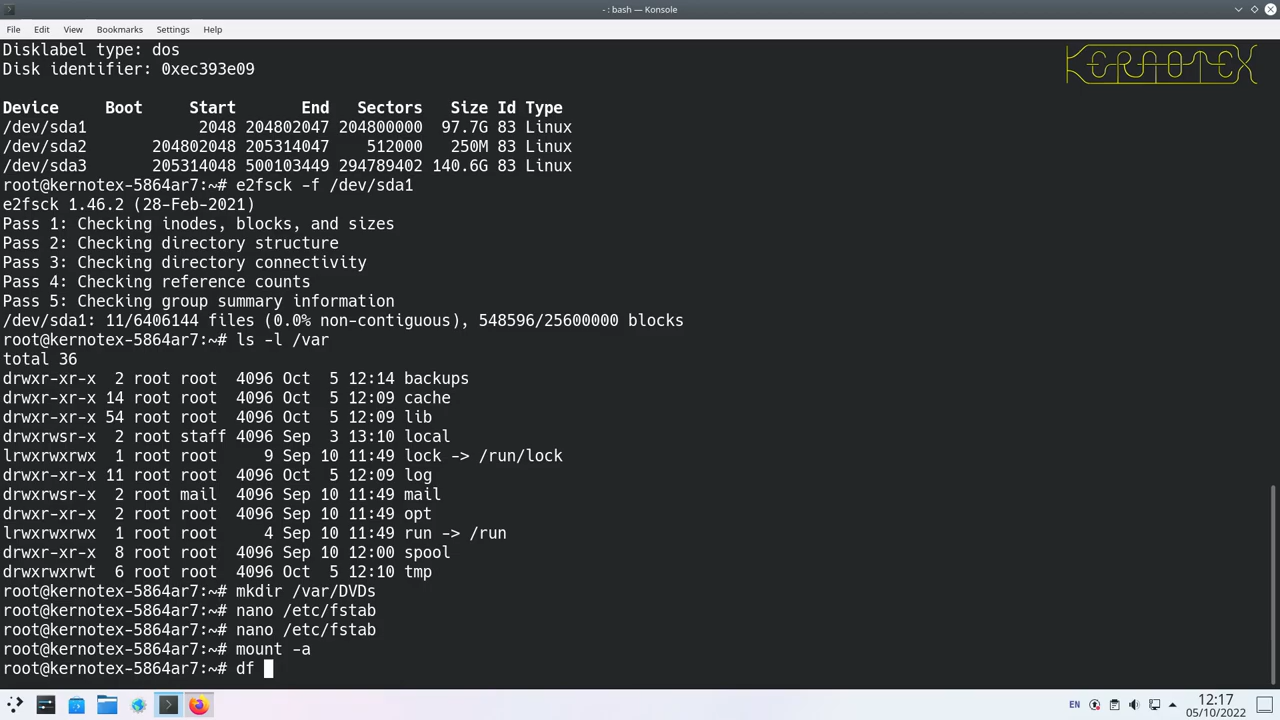 - : bash — Konsole
File Edit View Bookmarks Settings Help
KERNOTEX
Disklabel type: dos
Disk identifier: 0xec393e09
Device Boot Start End Sectors Size Id Type
/dev/sda1 2048 204802047 204800000 97.7G 83 Linux
/dev/sda2 204802048 205314047 512000 250M 83 Linux
/dev/sda3 205314048 500103449 294789402 140.6G 83 Linux
root@kernotex-5864ar7:~# e2fsck -f /dev/sda1
e2fsck 1.46.2 (28-Feb-2021)
Pass 1: Checking inodes, blocks, and sizes
Pass 2: Checking directory structure
Pass 3: Checking directory connectivity
Pass 4: Checking reference counts
Pass 5: Checking group summary information
/dev/sda1: 11/6406144 files (0.0% non-contiguous), 548596/25600000 blocks
root@kernotex-5864ar7:~# ls -l /var
total 36
drwxr-xr-x 2 root root 4096 Oct 5 12:14 backups
drwxr-xr-x 14 root root 4096 Oct 5 12:09 cache
drwxr-xr-x 54 root root 4096 Oct 5 12:09 lib
drwxrwsr-x 2 root staff 4096 Sep 3 13:10 local
lrwxrwxrwx 1 root root 9 Sep 10 11:49 lock -> /run/lock
drwxr-xr-x 11 root root 4096 Oct 5 12:09 log
drwxrwsr-x 2 root mail 4096 Sep 10 11:49 mail
drwxr-xr-x 2 root root 4096 Sep 10 11:49 opt
lrwxrwxrwx 1 root root 4 Sep 10 11:49 run -> /run
drwxr-xr-x 8 root root 4096 Sep 10 12:00 spool
drwxrwxrwt 6 root root 4096 Oct 5 12:10 tmp
root@kernotex-5864ar7:~# mkdir /var/DVDs
root@kernotex-5864ar7:~# nano /etc/fstab
root@kernotex-5864ar7:~# nano /etc/fstab
root@kernotex-5864ar7:~# mount -a
root@kernotex-5864ar7:~# df
EN
12:17
05/10/2022